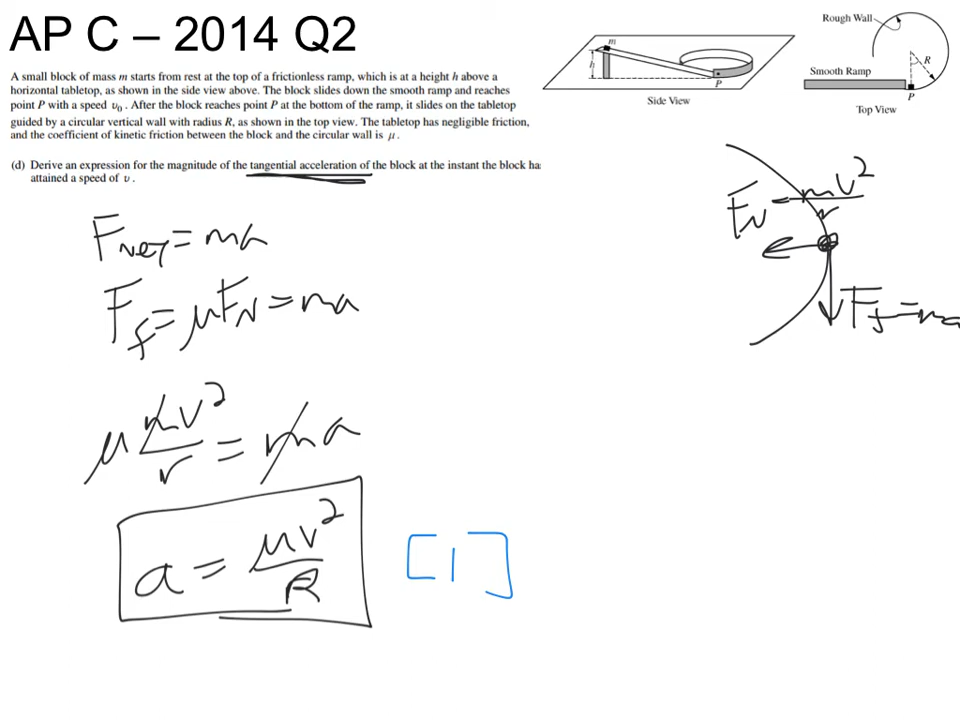 AP C – 2014 Q2
A small block of mass m starts from rest at the top of a frictionless ramp, which is at a height h above a
horizontal tabletop, as shown in the side view above. The block slides down the smooth ramp and reaches
point P with a speed v₀. After the block reaches point P at the bottom of the ramp, it slides on the tabletop
guided by a circular vertical wall with radius R, as shown in the top view. The tabletop has negligible friction,
and the coefficient of kinetic friction between the block and the circular wall is μ.
(d) Derive an expression for the magnitude of the tangential acceleration of the block at the instant the block ha
attained a speed of v.
m
h
P
Side View
Rough Wall
R
Smooth Ramp
P
Top View
F_N = mv²/r
F_f = ma
F_NET = ma
F_f = μF_N = ma
μ mv²/r = ma
a = μv²/R
[1]